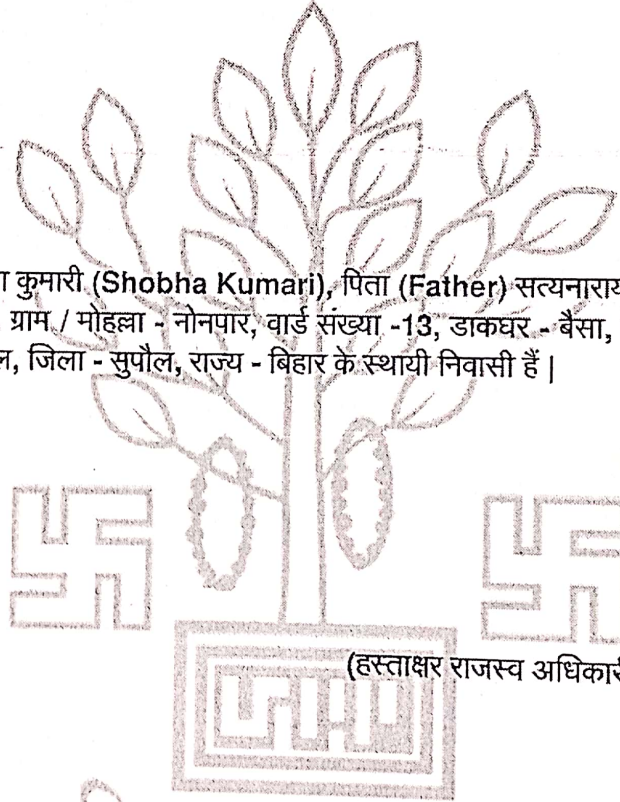 कुमारी (Shobha Kumari), पिता (Father) सत्यनाराय
ग्राम / मोहल्ला - नोनपार, वार्ड संख्या -13, डाकघर - बैसा,
जिला - सुपौल, राज्य - बिहार के स्थायी निवासी हैं |
(हस्ताक्षर राजस्व अधिकारी